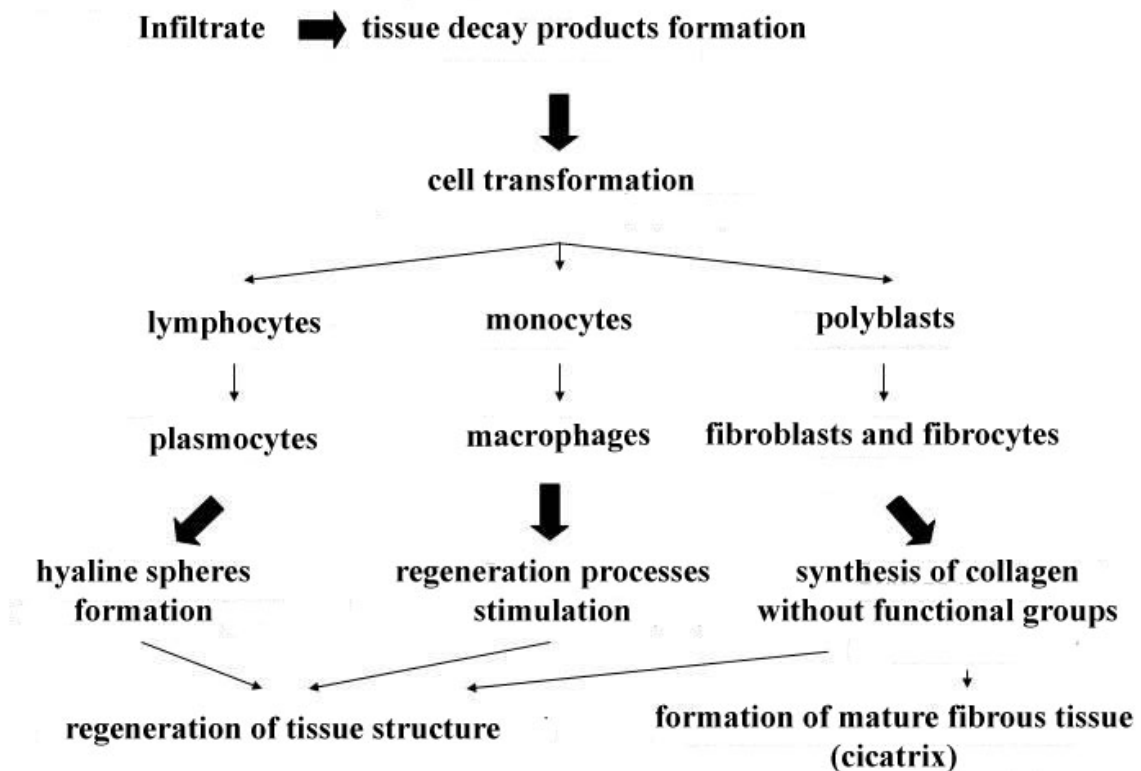 Infiltrate tissue decay products formation
cell transformation
lymphocytes monocytes polyblasts
plasmocytes macrophages fibroblasts and fibrocytes
hyaline spheres
formation
regeneration processes
stimulation
synthesis of collagen
without functional groups
regeneration of tissue structure
formation of mature fibrous tissue
(cicatrix)